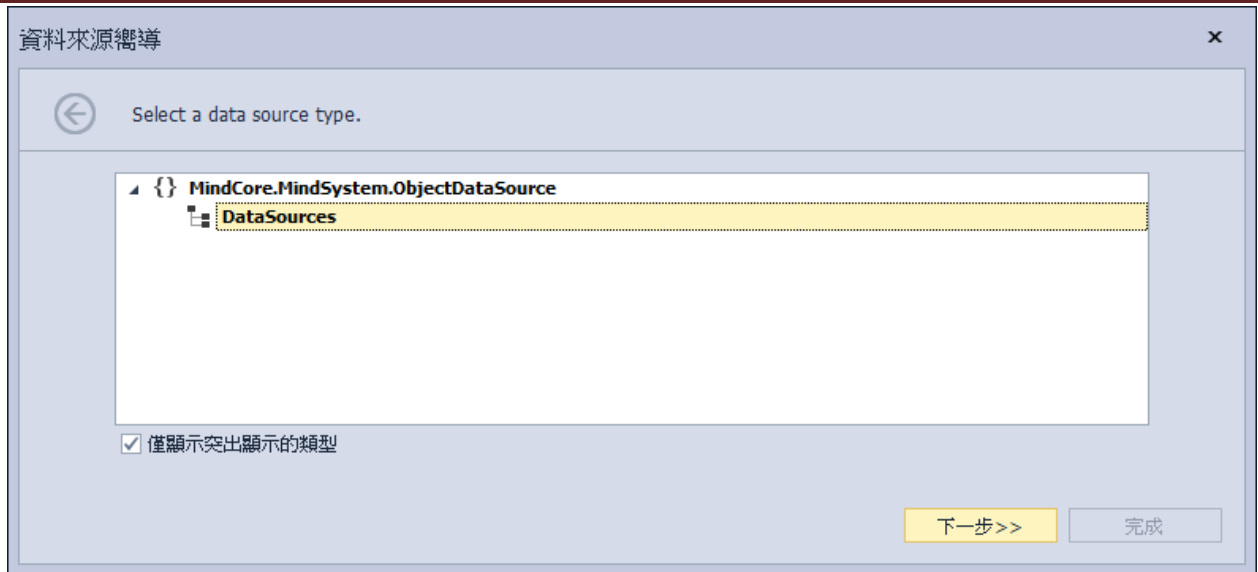 資料來源嚮導
Select a data source type.
{} MindCore.MindSystem.ObjectDataSource
DataSources
僅顯示突出顯示的類型
下一步>>
完成